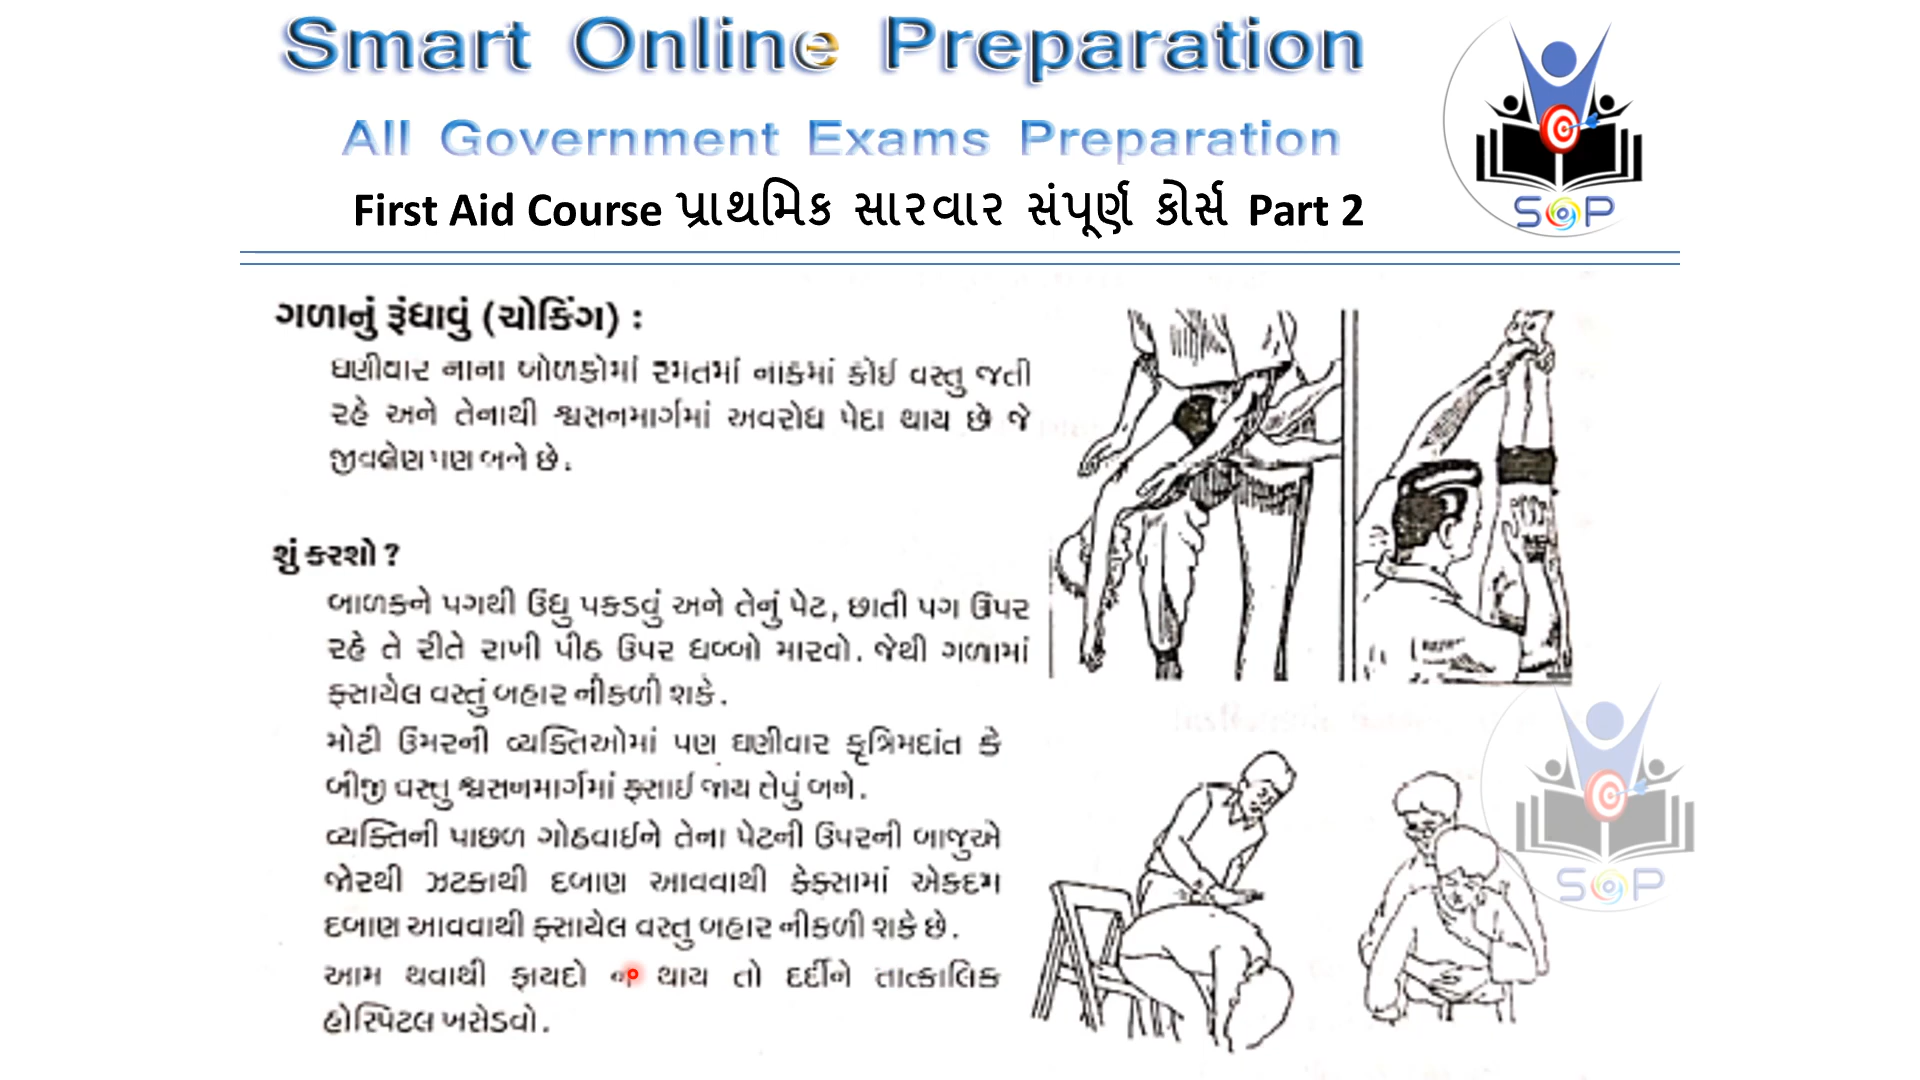 Smart Online Preparation
All Government Exams Preparation
First Aid Course પ્રાથમિક સારવાર સંપૂર્ણ કોર્સ Part 2
SOP
ગળાનું રૂંધાવું (ચોકિંગ) :
ઘણીવાર નાના બોળકોમાં રમતમાં નાકમાં કોઈ વસ્તુ જતી
રહે અને તેનાથી શ્વસનમાર્ગમાં અવરોધ પેદા થાય છે જે
જીવલેણ પણ બને છે.
શું કરશો ?
બાળકને પગથી ઉંધુ પકડવું અને તેનું પેટ, છાતી પગ ઉપર
રહે તે રીતે રાખી પીઠ ઉપર ધબ્બો મારવો. જેથી ગળામાં
ફસાયેલ વસ્તું બહાર નીકળી શકે.
મોટી ઉમરની વ્યક્તિઓમાં પણ ઘણીવાર કૃત્રિમદાંત કે
બીજી વસ્તુ શ્વસનમાર્ગમાં ફસાઈ જાય તેવું બને.
વ્યક્તિની પાછળ ગોઠવાઈને તેના પેટની ઉપરની બાજુએ
જોરથી ઝટકાથી દબાણ આવવાથી ફેફસામાં એકદમ
દબાણ આવવાથી ફસાયેલ વસ્તુ બહાર નીકળી શકે છે.
આમ થવાથી ફાયદો ન થાય તો દર્દીને તાત્કાલિક
હોસ્પિટલ ખસેડવો.
SOP